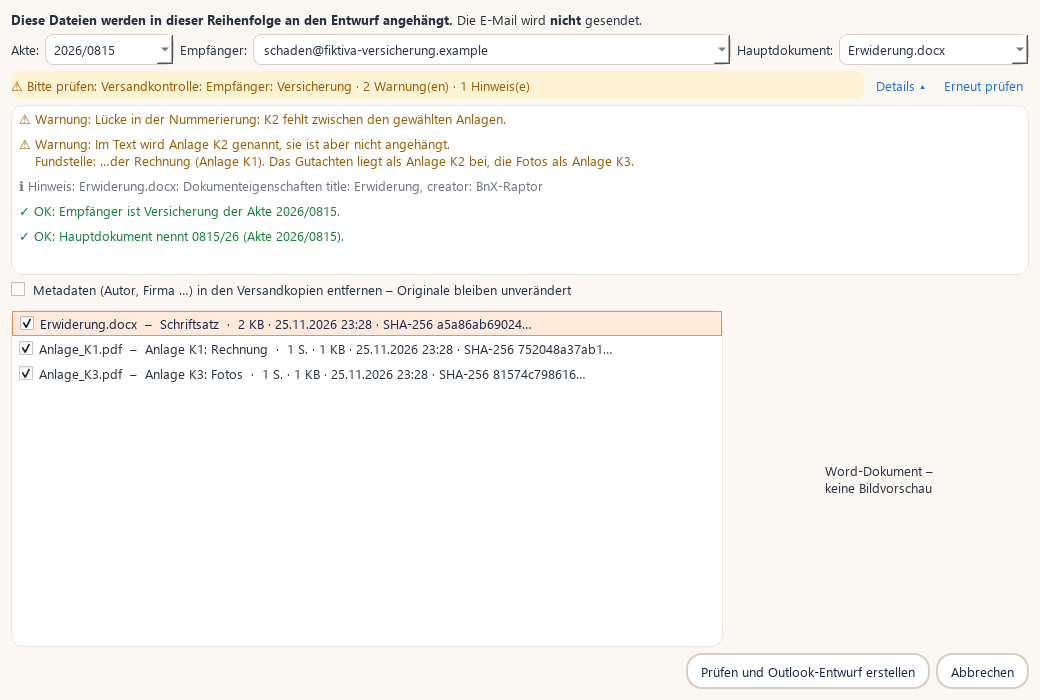 Diese Dateien werden in dieser Reihenfolge an den Entwurf angehängt. Die E-Mail wird nicht gesendet.
Akte: 2026/0815 Empfänger: schaden@fiktiva-versicherung.example Hauptdokument: Erwiderung.docx
⚠ Bitte prüfen: Versandkontrolle: Empfänger: Versicherung · 2 Warnung(en) · 1 Hinweis(e) Details ▴ Erneut prüfen
⚠ Warnung: Lücke in der Nummerierung: K2 fehlt zwischen den gewählten Anlagen.
⚠ Warnung: Im Text wird Anlage K2 genannt, sie ist aber nicht angehängt.
Fundstelle: …der Rechnung (Anlage K1). Das Gutachten liegt als Anlage K2 bei, die Fotos als Anlage K3.
ℹ Hinweis: Erwiderung.docx: Dokumenteigenschaften title: Erwiderung, creator: BnX-Raptor
✓ OK: Empfänger ist Versicherung der Akte 2026/0815.
✓ OK: Hauptdokument nennt 0815/26 (Akte 2026/0815).
Metadaten (Autor, Firma …) in den Versandkopien entfernen – Originale bleiben unverändert
Erwiderung.docx – Schriftsatz · 2 KB · 25.11.2026 23:28 · SHA-256 a5a86ab69024…
Anlage_K1.pdf – Anlage K1: Rechnung · 1 S. · 1 KB · 25.11.2026 23:28 · SHA-256 752048a37ab1…
Anlage_K3.pdf – Anlage K3: Fotos · 1 S. · 1 KB · 25.11.2026 23:28 · SHA-256 81574c798616…
Word-Dokument –
keine Bildvorschau
Prüfen und Outlook-Entwurf erstellen Abbrechen